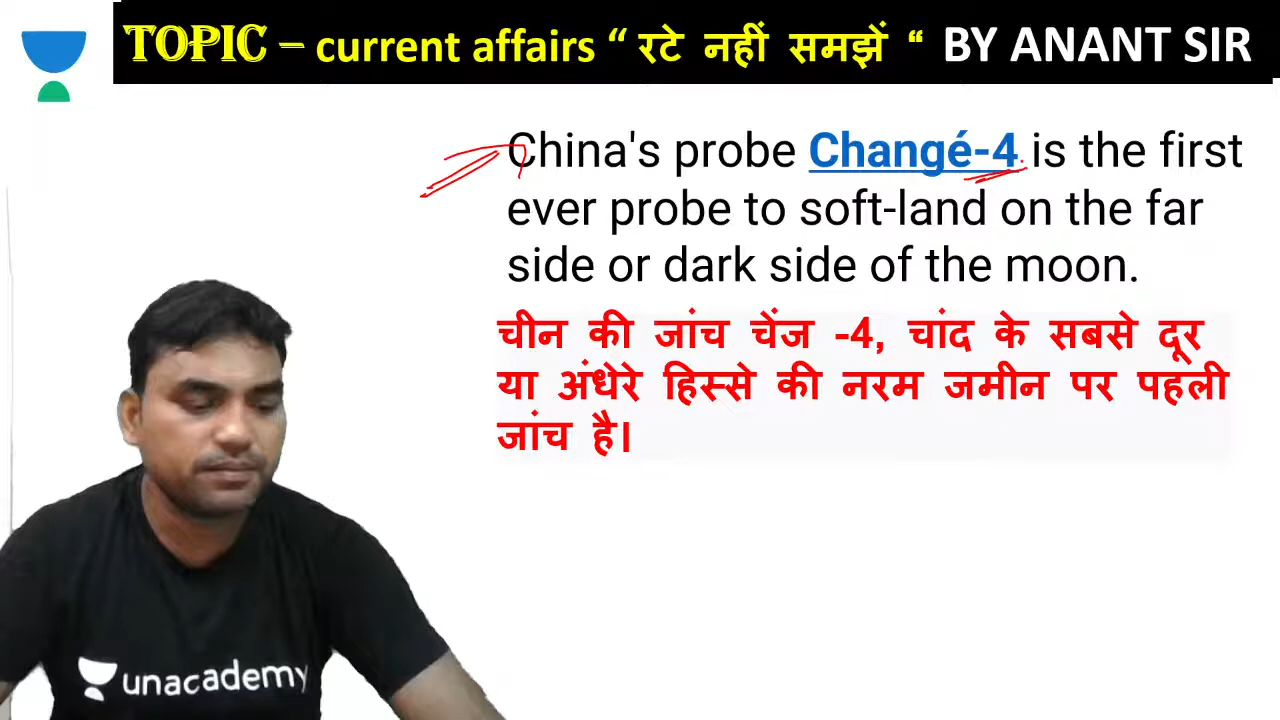 TOPIC – current affairs “ रटे नहीं समझें “ BY ANANT SIR
China's probe Changé-4 is the first
ever probe to soft-land on the far
side or dark side of the moon.
चीन की जांच चेंज -4, चांद के सबसे दूर
या अंधेरे हिस्से की नरम जमीन पर पहली
जांच है।
unacademy